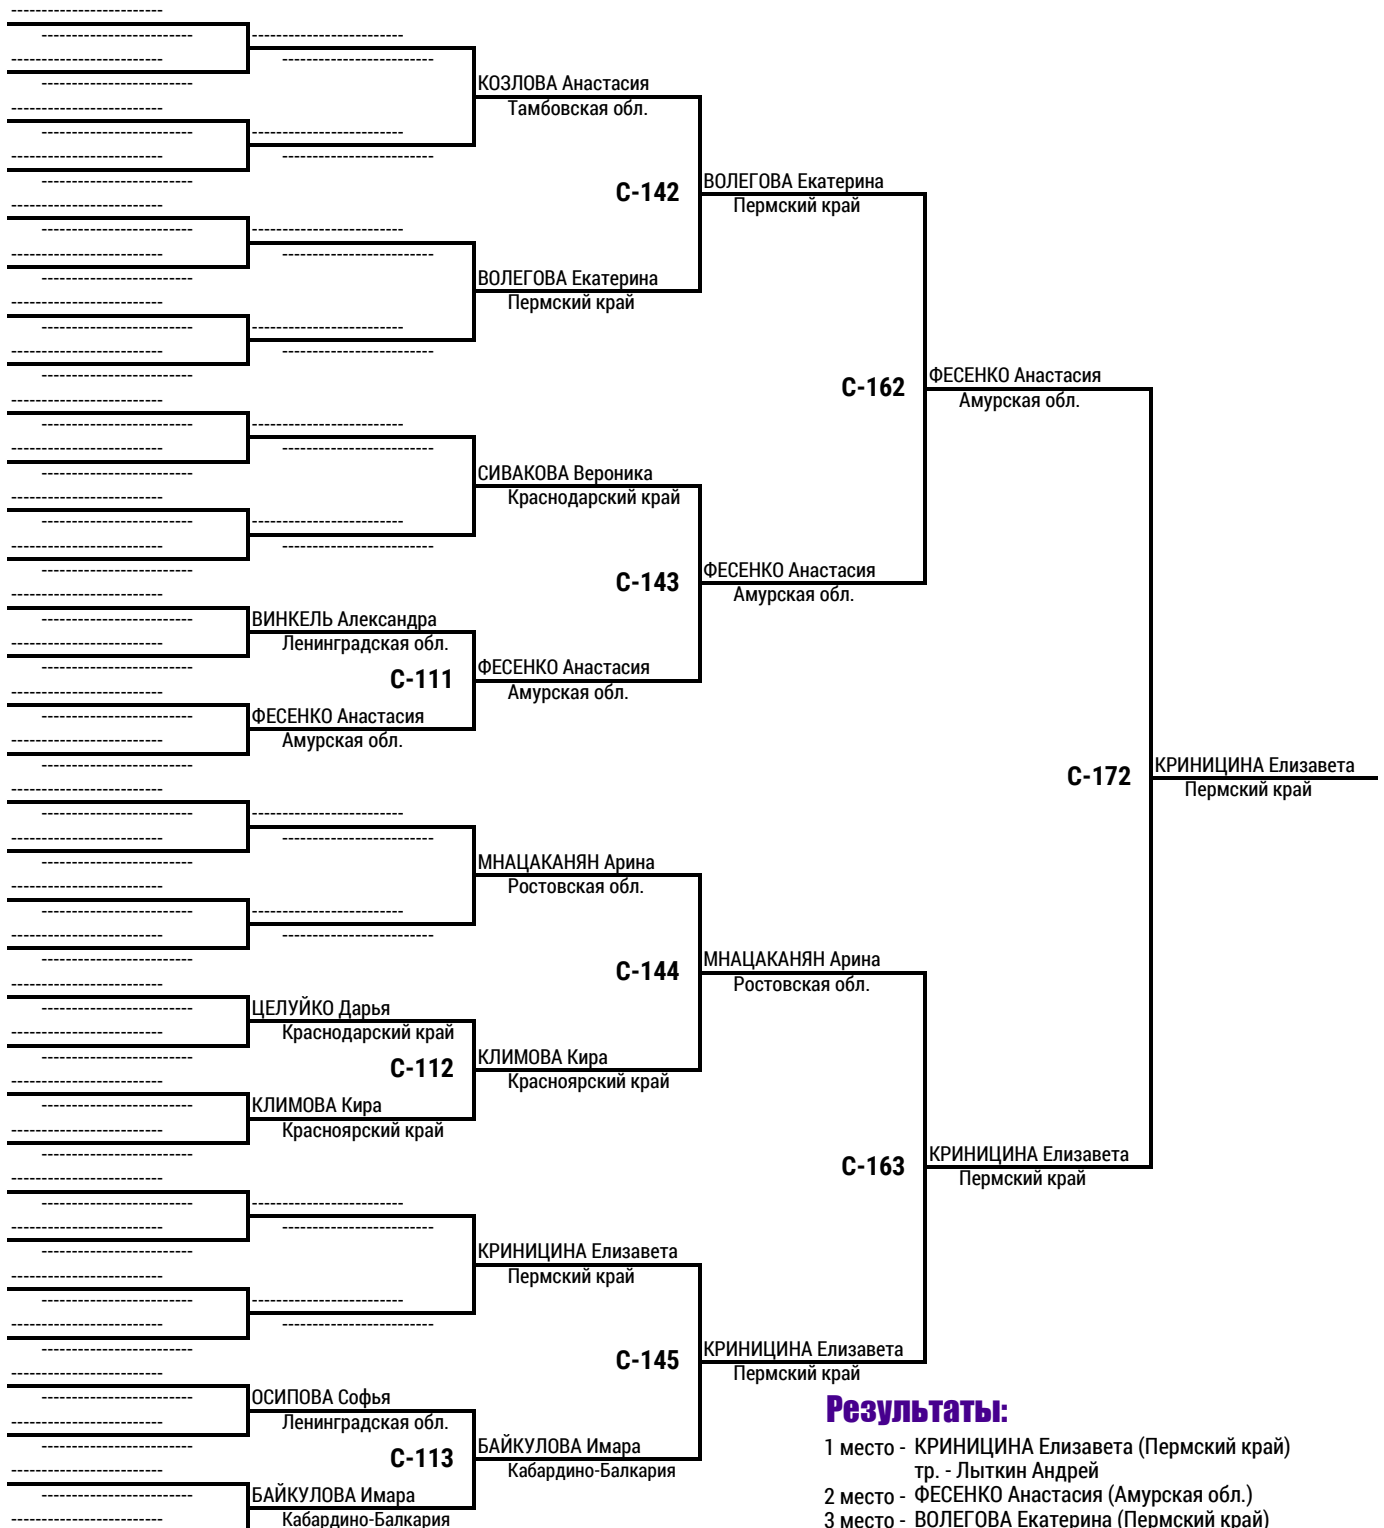 КОЗЛОВА Анастасия
Тамбовская обл.
С-142
ВОЛЕГОВА Екатерина
Пермский край
ВОЛЕГОВА Екатерина
Пермский край
С-162
ФЕСЕНКО Анастасия
Амурская обл.
СИВАКОВА Вероника
Краснодарский край
С-143
ФЕСЕНКО Анастасия
Амурская обл.
ВИНКЕЛЬ Александра
Ленинградская обл.
С-111
ФЕСЕНКО Анастасия
Амурская обл.
ФЕСЕНКО Анастасия
Амурская обл.
С-172
КРИНИЦИНА Елизавета
Пермский край
МНАЦАКАНЯН Арина
Ростовская обл.
С-144
МНАЦАКАНЯН Арина
Ростовская обл.
ЦЕЛУЙКО Дарья
Краснодарский край
С-112
КЛИМОВА Кира
Красноярский край
КЛИМОВА Кира
Красноярский край
С-163
КРИНИЦИНА Елизавета
Пермский край
КРИНИЦИНА Елизавета
Пермский край
С-145
КРИНИЦИНА Елизавета
Пермский край
ОСИПОВА Софья
Ленинградская обл.
С-113
БАЙКУЛОВА Имара
Кабардино-Балкария
БАЙКУЛОВА Имара
Кабардино-Балкария
Результаты:
1 место - КРИНИЦИНА Елизавета (Пермский край)
тр. - Лыткин Андрей
2 место - ФЕСЕНКО Анастасия (Амурская обл.)
3 место - ВОЛЕГОВА Екатерина (Пермский край)